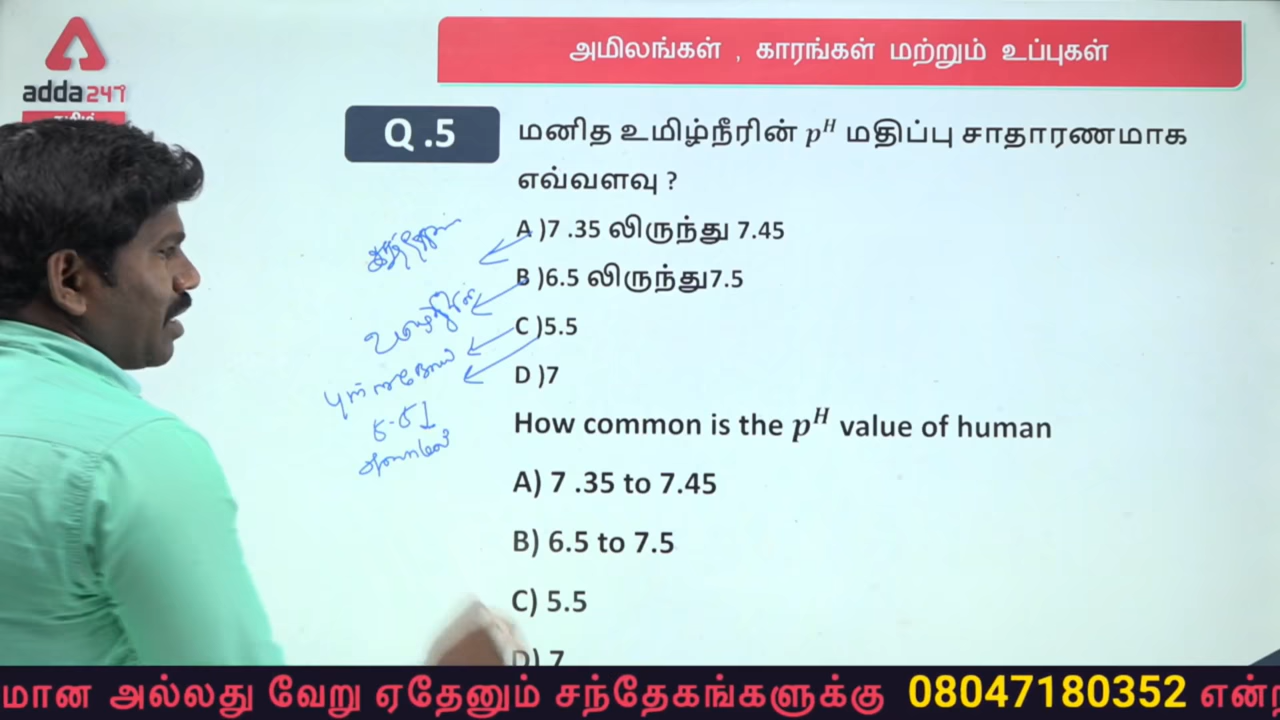 அமிலங்கள் , காரங்கள் மற்றும் உப்புகள்
adda247
தமிழ்
Q .5
மனித உமிழ்நீரின் pH மதிப்பு சாதாரணமாக
எவ்வளவு ?
A )7 .35 லிருந்து 7.45
B )6.5 லிருந்து7.5
C )5.5
D )7
How common is the pH value of human
A) 7 .35 to 7.45
B) 6.5 to 7.5
C) 5.5
D) 7
மான அல்லது வேறு ஏதேனும் சந்தேகங்களுக்கு 08047180352